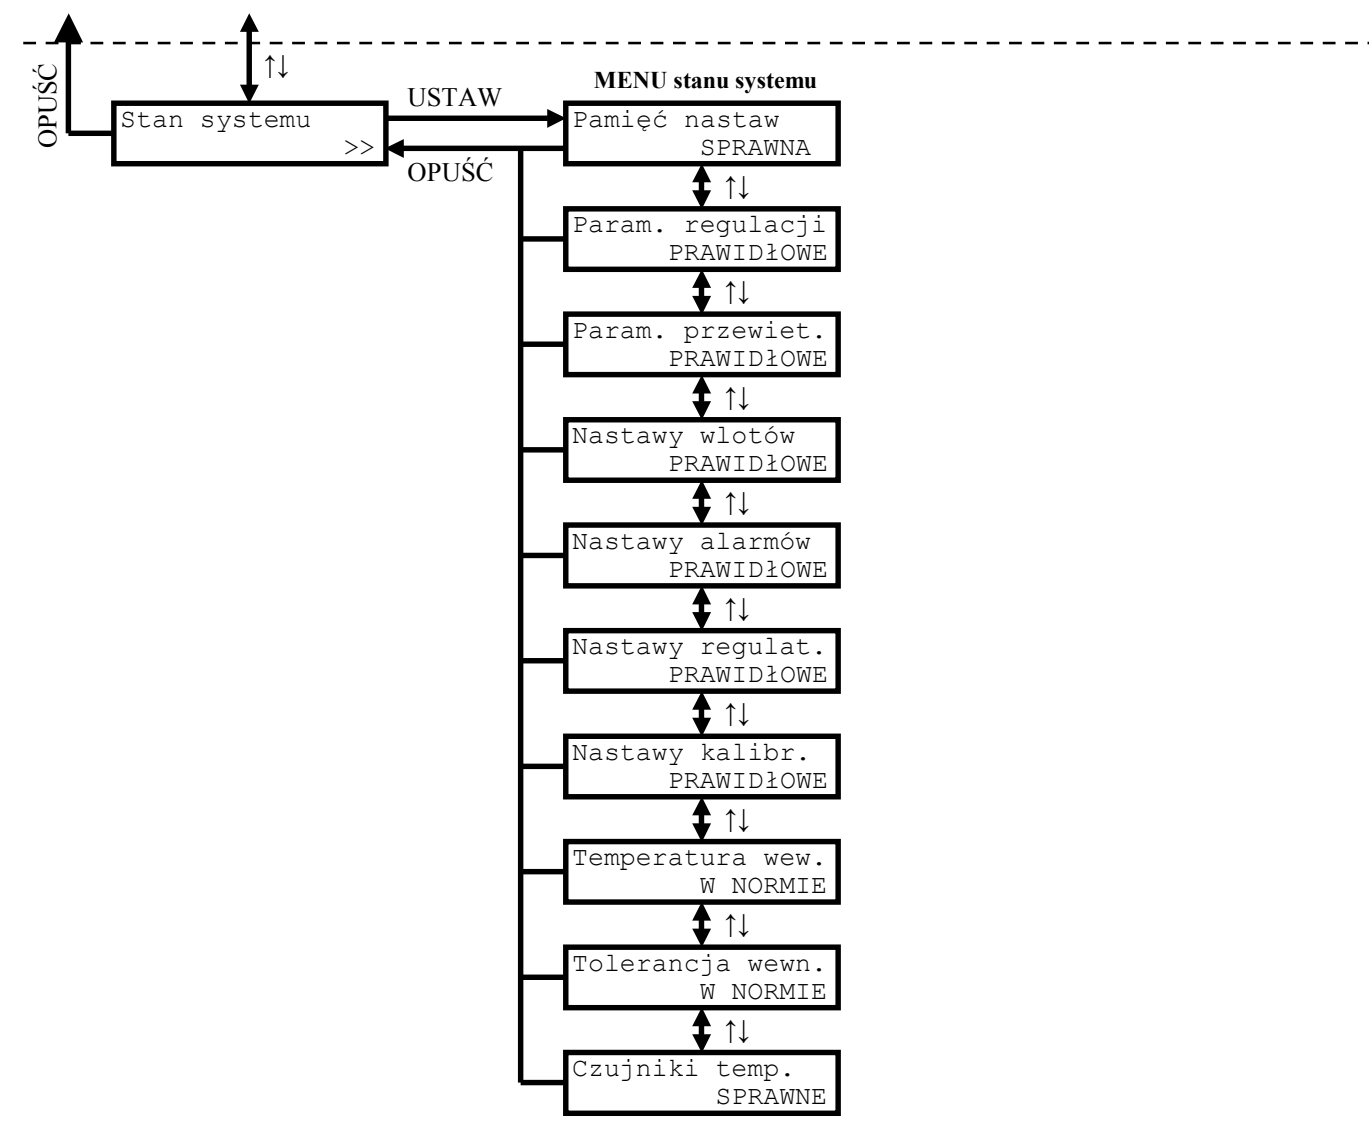 OPUŚĆ
↑↓
MENU stanu systemu
Stan systemu
>>
USTAW
OPUŚĆ
Pamięć nastaw
SPRAWNA
↑↓
Param. regulacji
PRAWIDłOWE
↑↓
Param. przewiet.
PRAWIDłOWE
↑↓
Nastawy wlotów
PRAWIDłOWE
↑↓
Nastawy alarmów
PRAWIDłOWE
↑↓
Nastawy regulat.
PRAWIDłOWE
↑↓
Nastawy kalibr.
PRAWIDłOWE
↑↓
Temperatura wew.
W NORMIE
↑↓
Tolerancja wewn.
W NORMIE
↑↓
Czujniki temp.
SPRAWNE